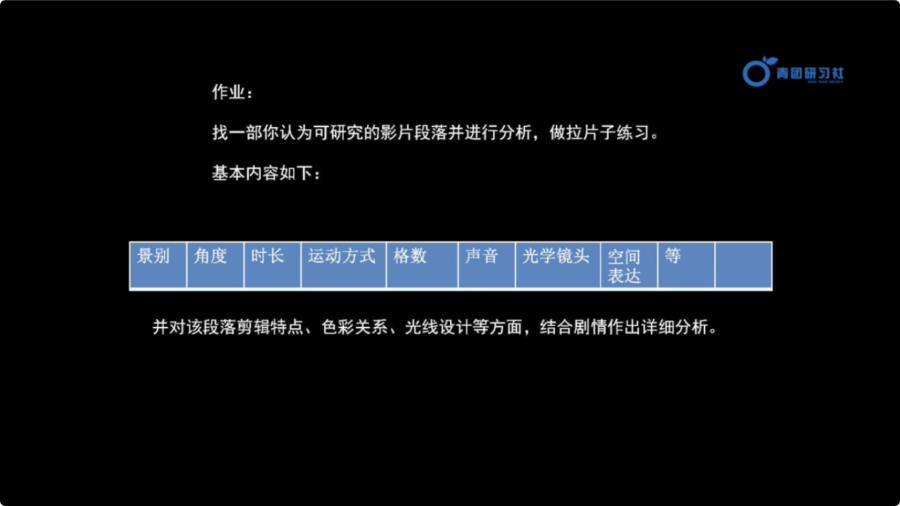 青团研习社
作业：
找一部你认为可研究的影片段落并进行分析，做拉片子练习。
基本内容如下：
景别 角度 时长 运动方式 格数 声音 光学镜头 空间表达 等
并对该段落剪辑特点、色彩关系、光线设计等方面，结合剧情作出详细分析。